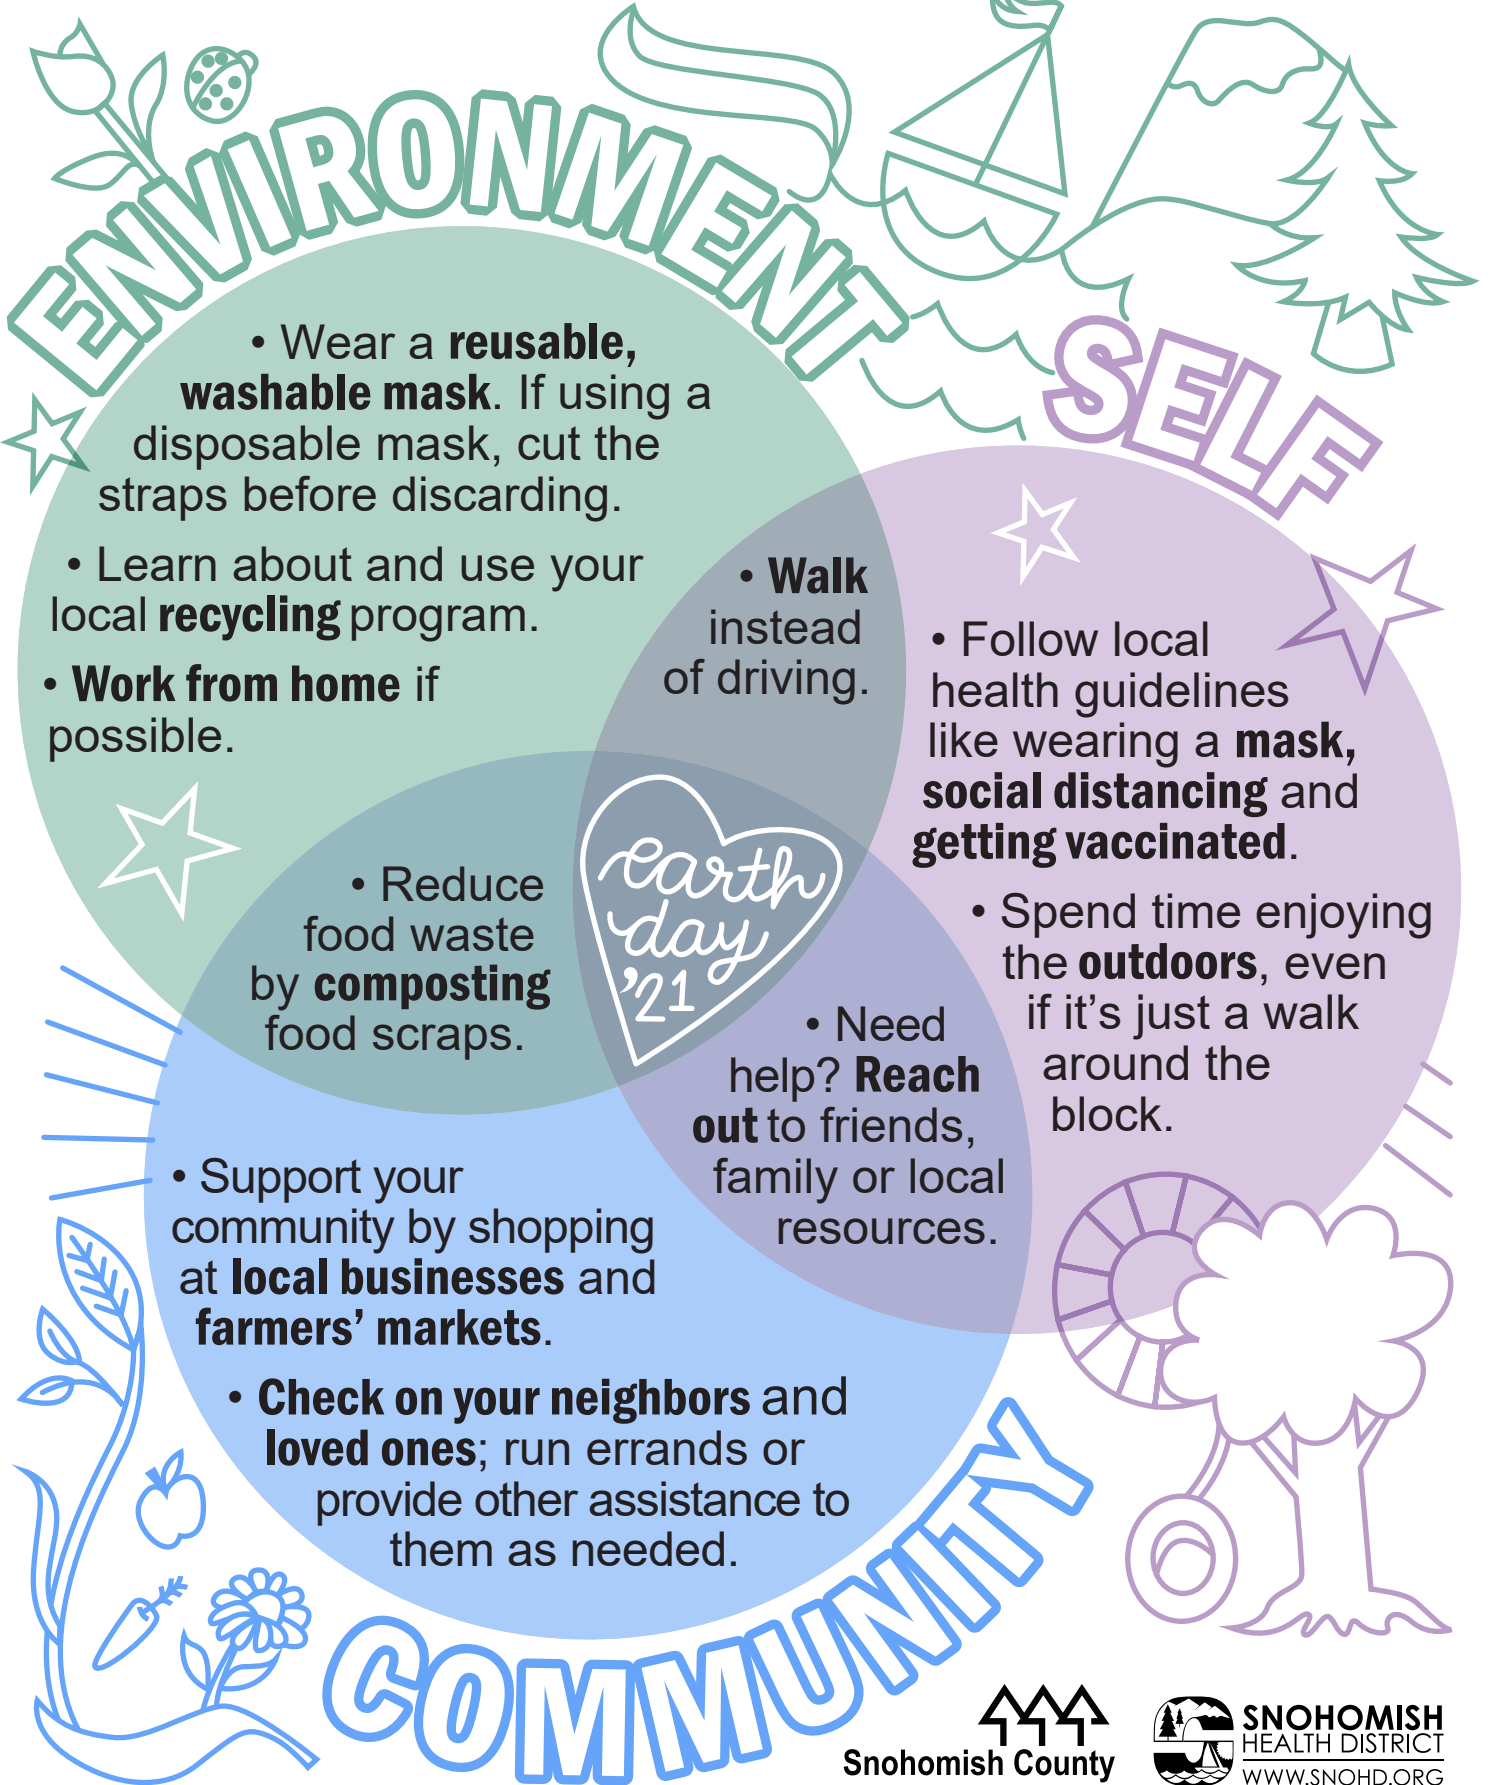 ENVIRONMENT
• Wear a reusable,
washable mask. If using a
disposable mask, cut the
straps before discarding.
• Learn about and use your
local recycling program.
• Work from home if
possible.
• Walk
instead
of driving.
SELF
• Follow local
health guidelines
like wearing a mask,
social distancing and
getting vaccinated.
• Spend time enjoying
the outdoors, even
if it’s just a walk
around the
block.
• Reduce
food waste
by composting
food scraps.
earth
day
’21
• Need
help? Reach
out to friends,
family or local
resources.
• Support your
community by shopping
at local businesses and
farmers’ markets.
• Check on your neighbors and
loved ones; run errands or
provide other assistance to
them as needed.
COMMUNITY
Snohomish County
SNOHOMISH
HEALTH DISTRICT
WWW.SNOHD.ORG